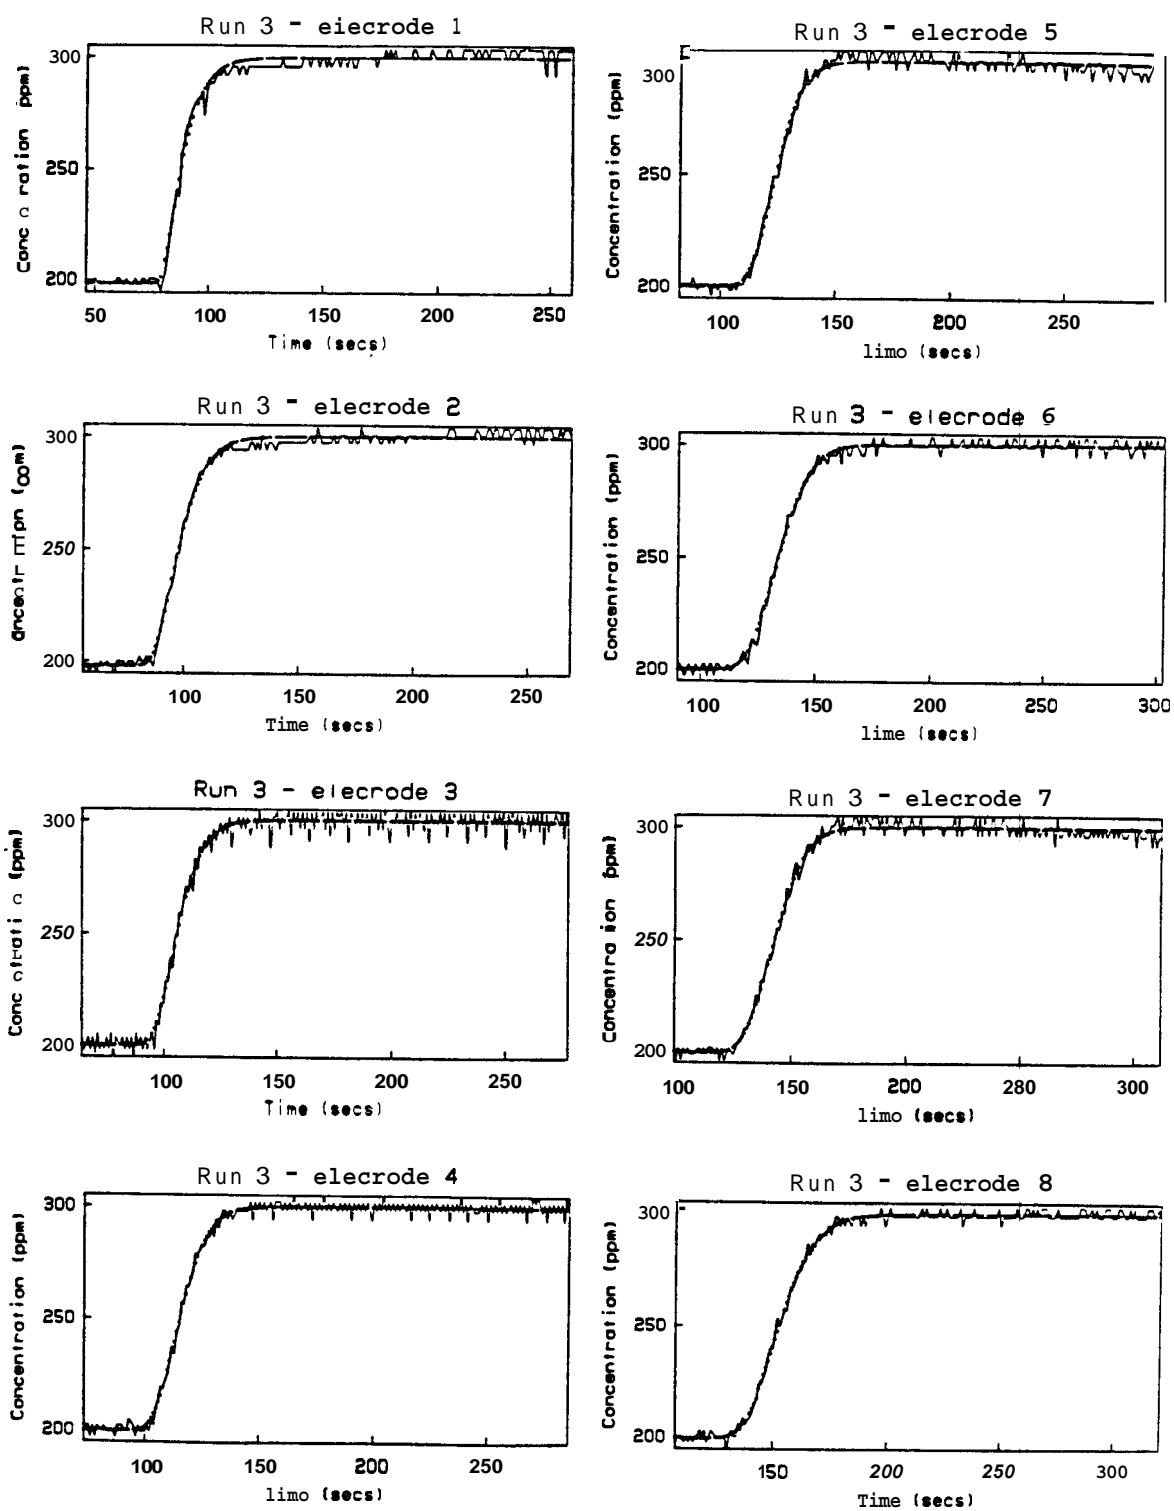 Run 3 - eiecrode 1
300
250
200
50 100 150 200 250
Time (secs)
Run 3 - elecrode 5
Concentration (ppm)
300
250
200
100 150 200 250
limo (secs)
Run 3 - elecrode 2
300
250
200
100 150 200 250
Time (secs)
Run 3 - elecrode 6
Concentration (ppm)
300
250
200
100 150 200 250 300
lime (secs)
Run 3 - elecrode 3
300
250
200
100 150 200 250
Time (secs)
Run 3 - elecrode 7
ppm)
300
250
200
100 150 200 280 300
limo (secs)
Run 3 - elecrode 4
Concentration (ppm)
300
250
200
100 150 200 250
limo (secs)
Run 3 - elecrode 8
Concentration (ppm)
300
250
200
150 200 250 300
Time (secs)